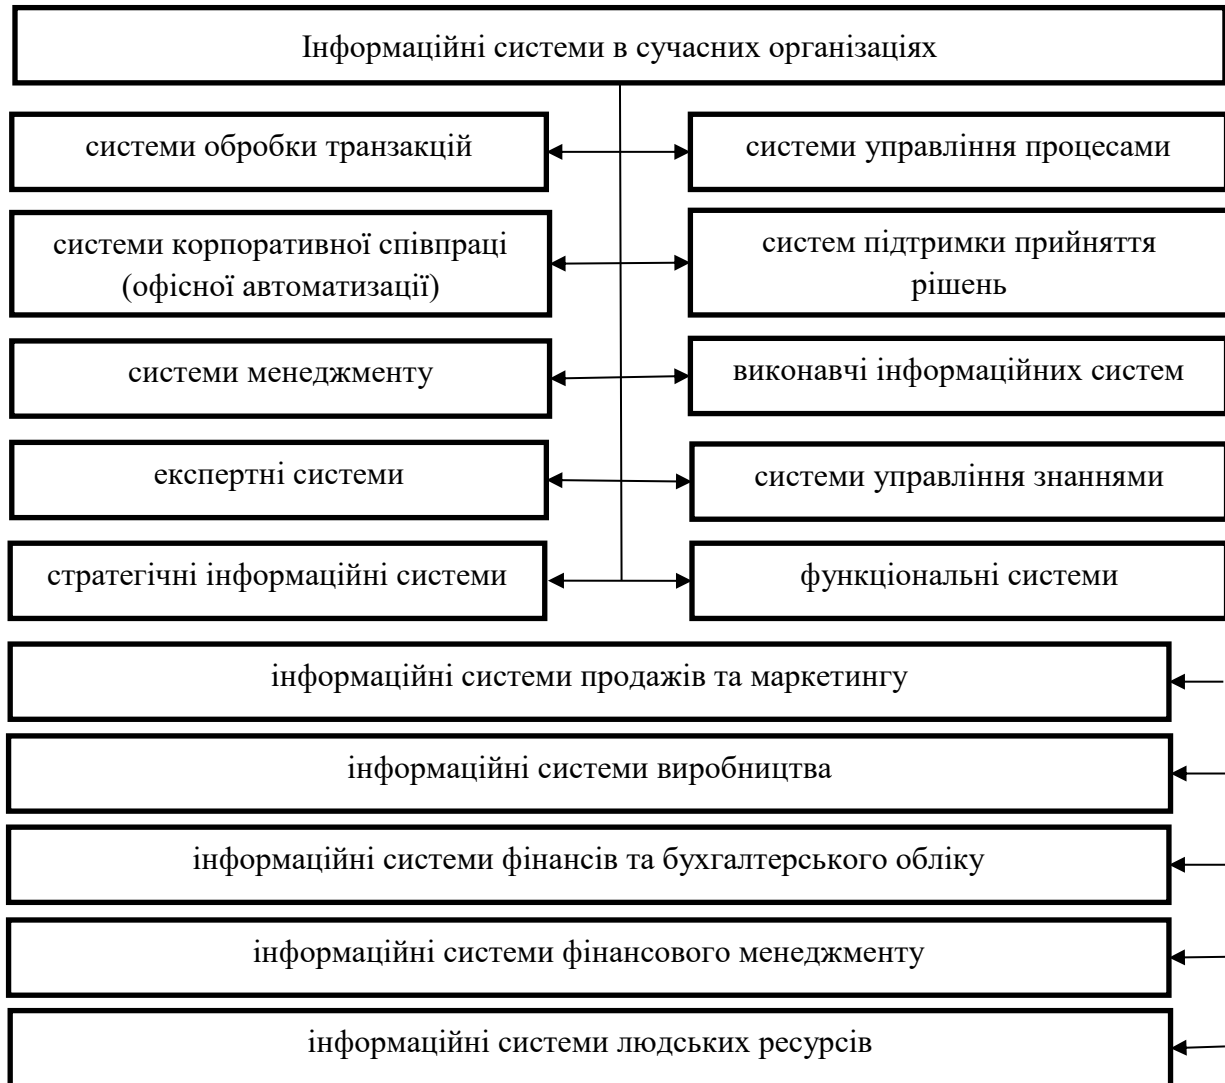 Інформаційні системи в сучасних організаціях
системи обробки транзакцій
системи управління процесами
системи корпоративної співпраці
(офісної автоматизації)
систем підтримки прийняття
рішень
системи менеджменту
виконавчі інформаційних систем
експертні системи
системи управління знаннями
стратегічні інформаційні системи
функціональні системи
інформаційні системи продажів та маркетингу
інформаційні системи виробництва
інформаційні системи фінансів та бухгалтерського обліку
інформаційні системи фінансового менеджменту
інформаційні системи людських ресурсів